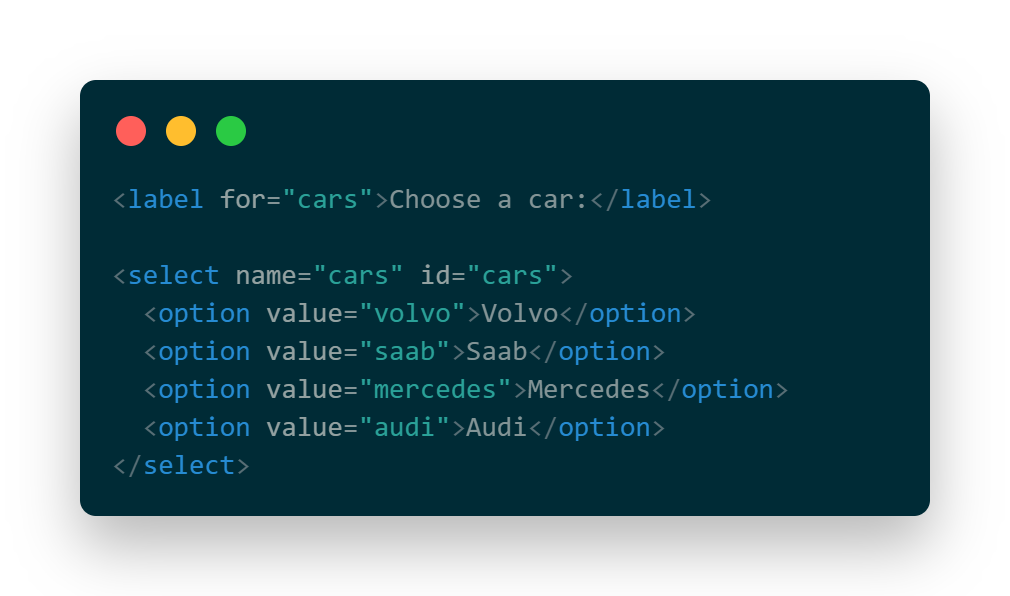 <label for="cars">Choose a car:</label>

<select name="cars" id="cars">
  <option value="volvo">Volvo</option>
  <option value="saab">Saab</option>
  <option value="mercedes">Mercedes</option>
  <option value="audi">Audi</option>
</select>